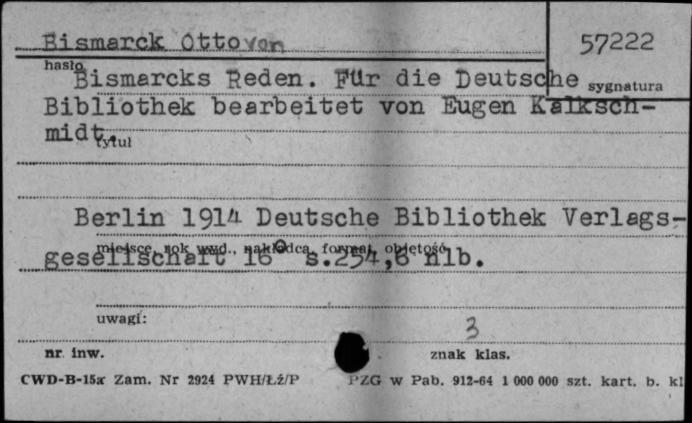 Bismarck Otto von
57222
hasło
Bismarcks Reden. Für die Deutsche
sygnatura
Bibliothek bearbeitet von Eugen Kalksch-
midt.
tytuł
Berlin 1914 Deutsche Bibliothek Verlags-
miejsce, rok wyd., nakładca, format, objętość
gesellschaft 16° s.254,6 nlb.
uwagi:
3
nr. inw.
znak klas.
CWD-B-15a Zam. Nr 2924 PWH/Łź/P
PZG w Pab. 912-64 1 000 000 szt. kart. b. kl